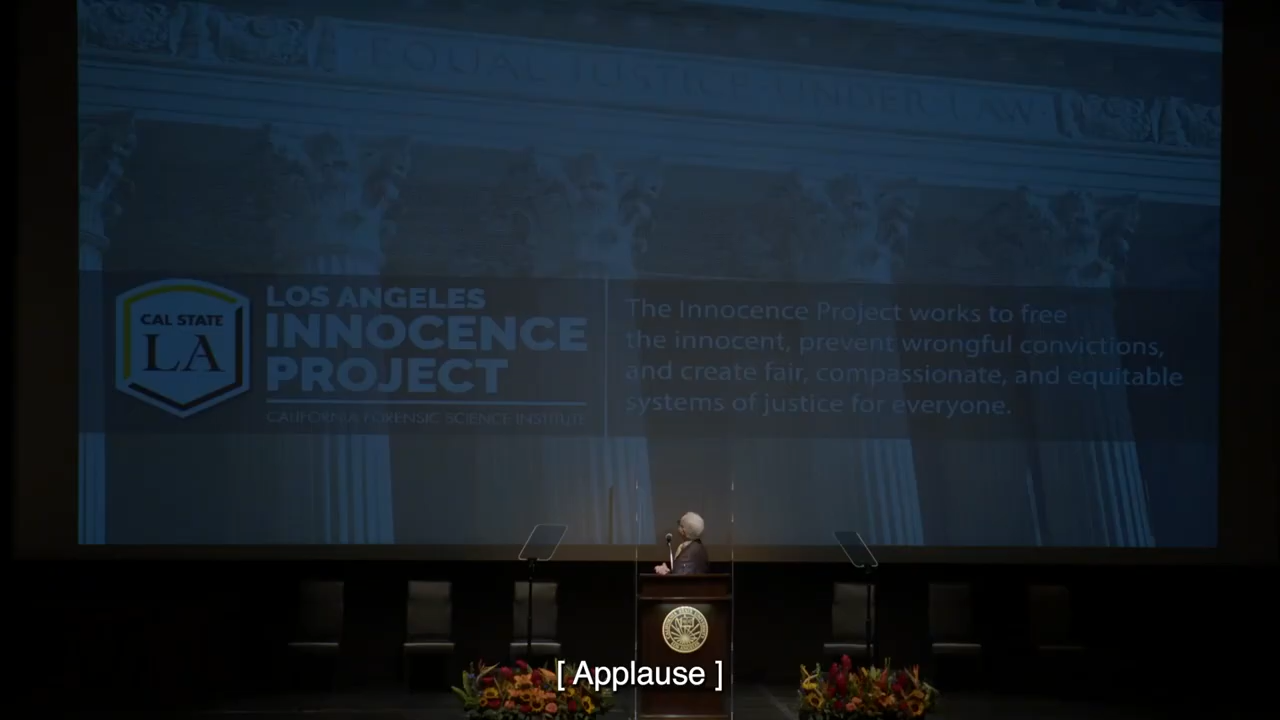 EQUAL JUSTICE UNDER LAW
CAL STATE
LA
LOS ANGELES
INNOCENCE
PROJECT
CALIFORNIA FORENSIC SCIENCE INSTITUTE
The Innocence Project works to free
the innocent, prevent wrongful convictions,
and create fair, compassionate, and equitable
systems of justice for everyone.
[ Applause ]